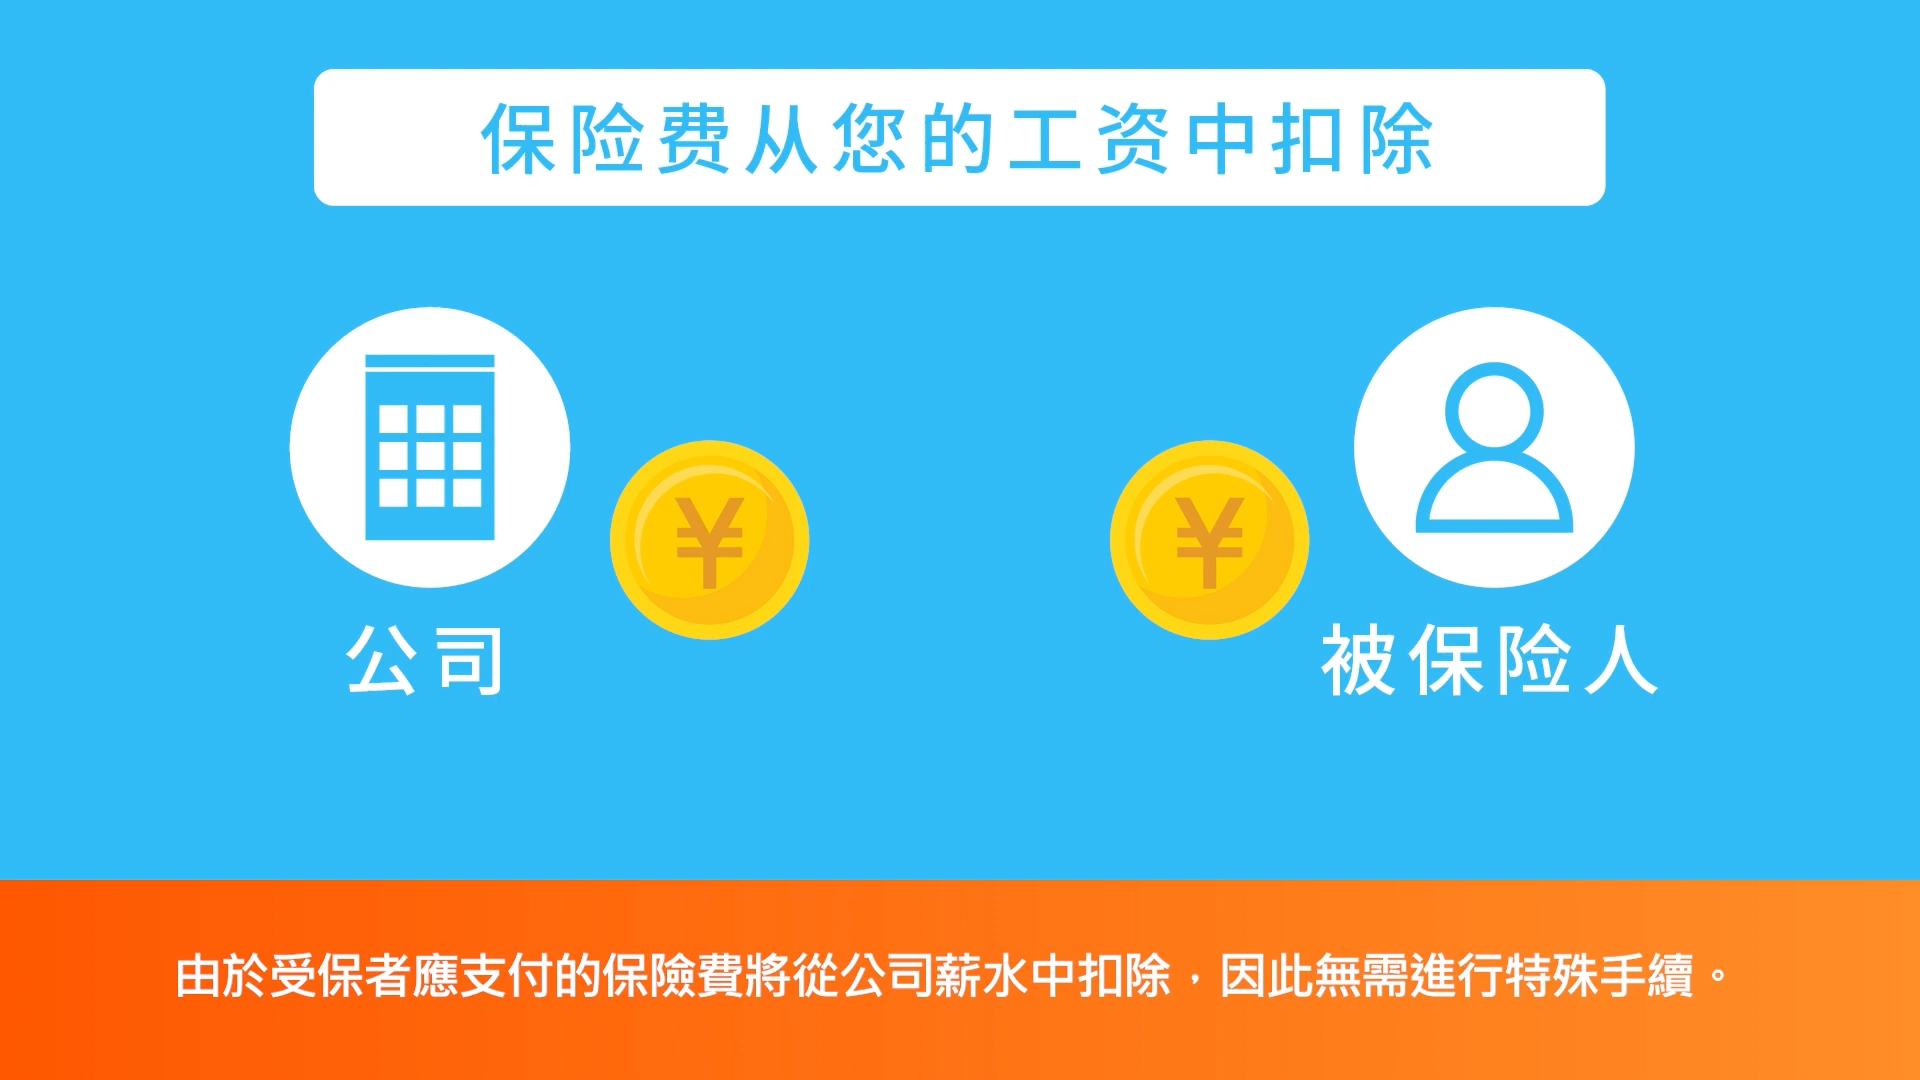 保险费从您的工资中扣除
¥
¥
公司
被保险人
由於受保者應支付的保險費將從公司薪水中扣除，因此無需進行特殊手續。